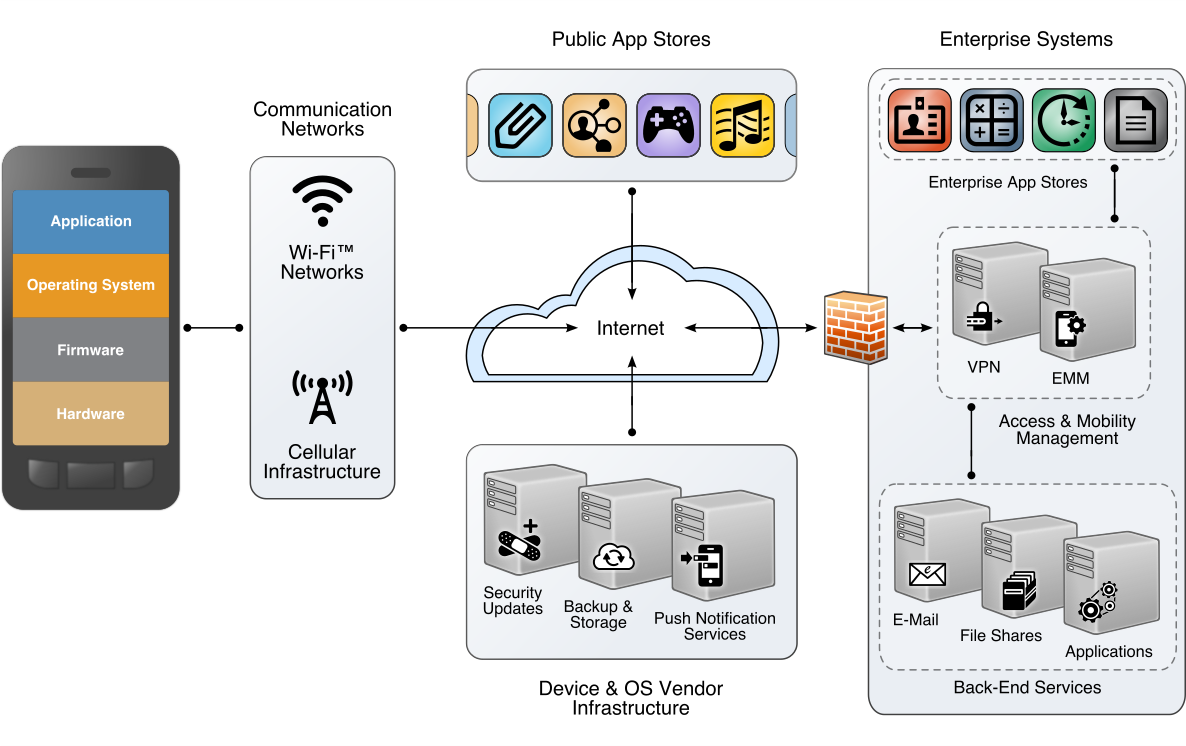 Public App Stores
Enterprise Systems
Communication
Networks
Application
Operating System
Firmware
Hardware
Wi-Fi™
Networks
Cellular
Infrastructure
Internet
Security
Updates
Backup &
Storage
Push Notification
Services
Device & OS Vendor
Infrastructure
Enterprise App Stores
VPN
EMM
Access & Mobility
Management
e
E-Mail
File Shares
Applications
Back-End Services